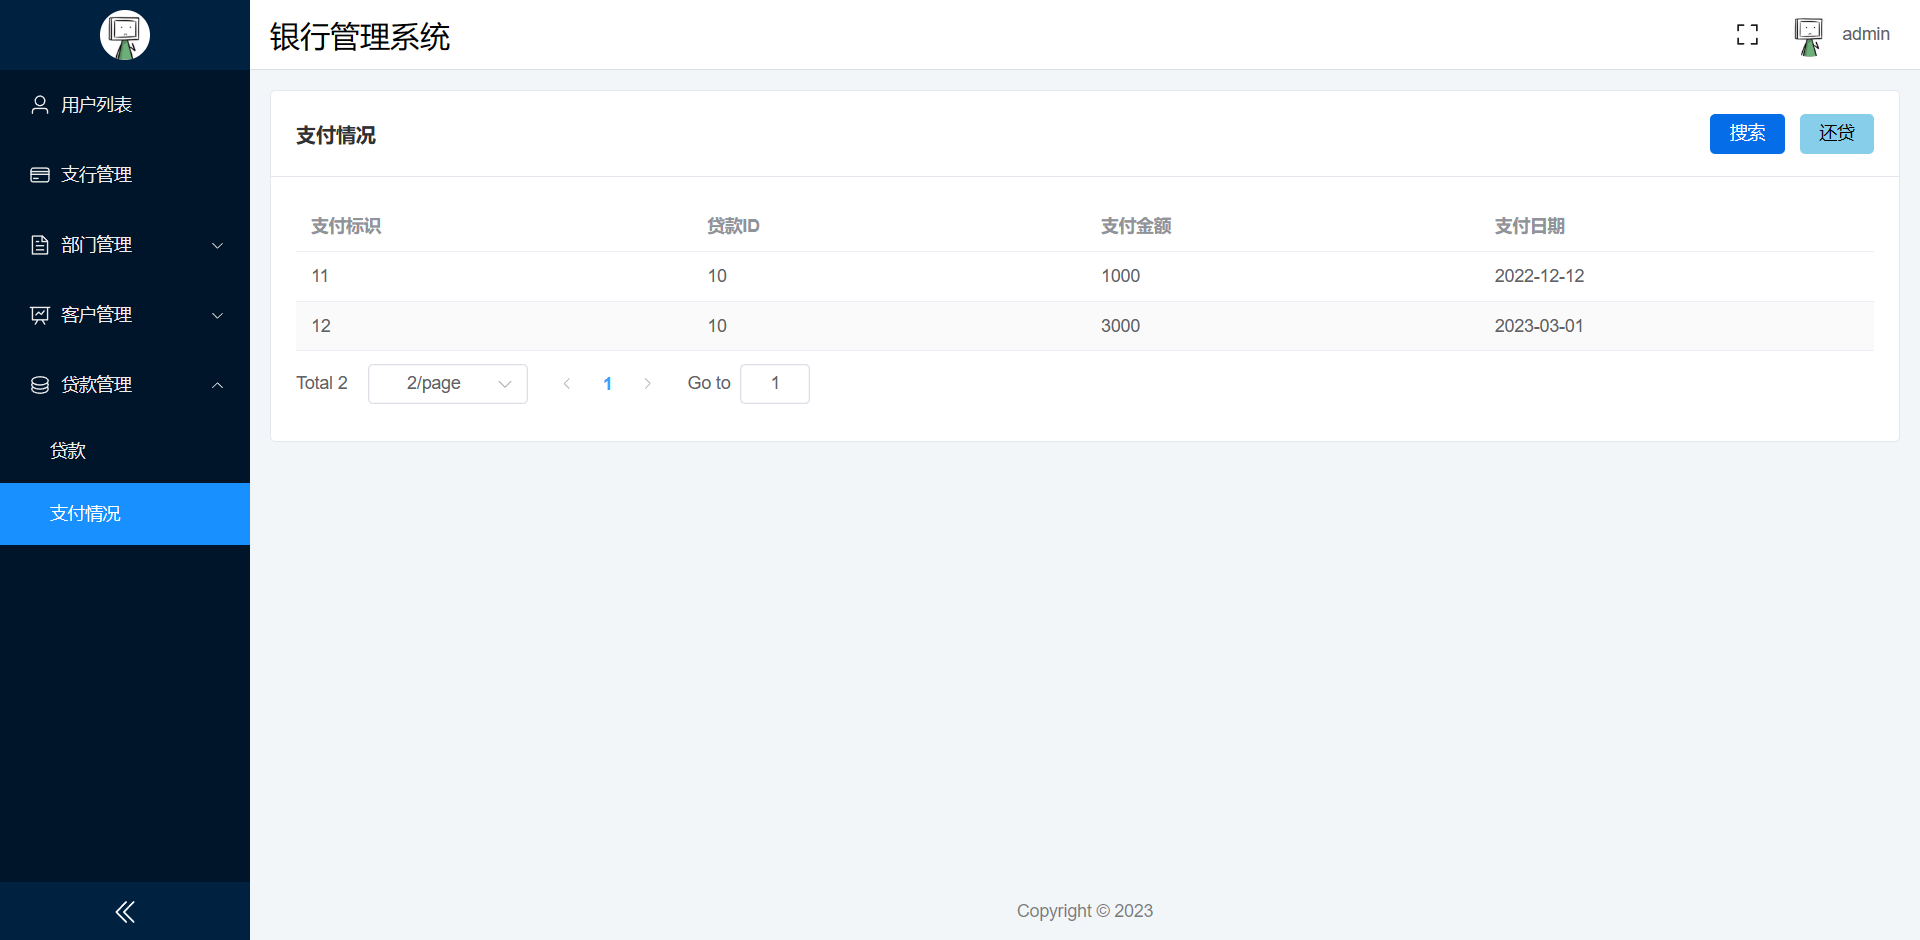 银行管理系统
admin
用户列表
支行管理
部门管理
客户管理
贷款管理
贷款
支付情况
支付情况
搜索
还贷
支付标识 贷款ID 支付金额 支付日期
11 10 1000 2022-12-12
12 10 3000 2023-03-01
Total 2 2/page 1 Go to 1
Copyright © 2023